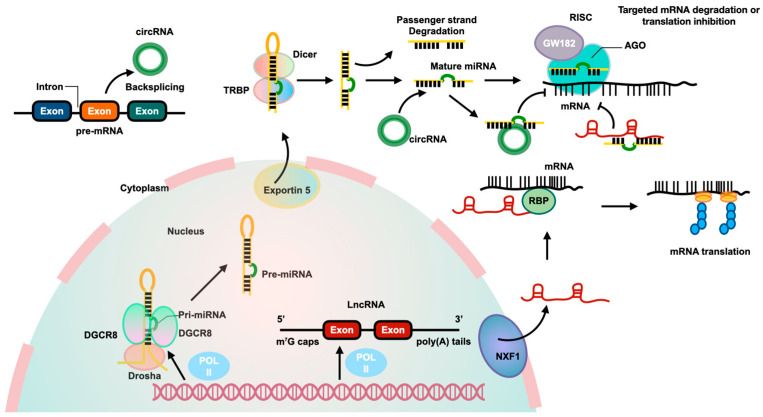 circRNA
Intron
Backsplicing
Exon
Exon
Exon
pre-mRNA
Dicer
TRBP
Passenger strand
Degradation
Mature miRNA
circRNA
Targeted mRNA degradation or
translation inhibition
RISC
GW182
AGO
mRNA
mRNA
RBP
mRNA translation
Cytoplasm
Exportin 5
Nucleus
Pre-miRNA
Pri-miRNA
DGCR8
DGCR8
Drosha
POL
II
LncRNA
5'
3'
Exon
Exon
m⁷G caps
poly(A) tails
POL
II
NXF1